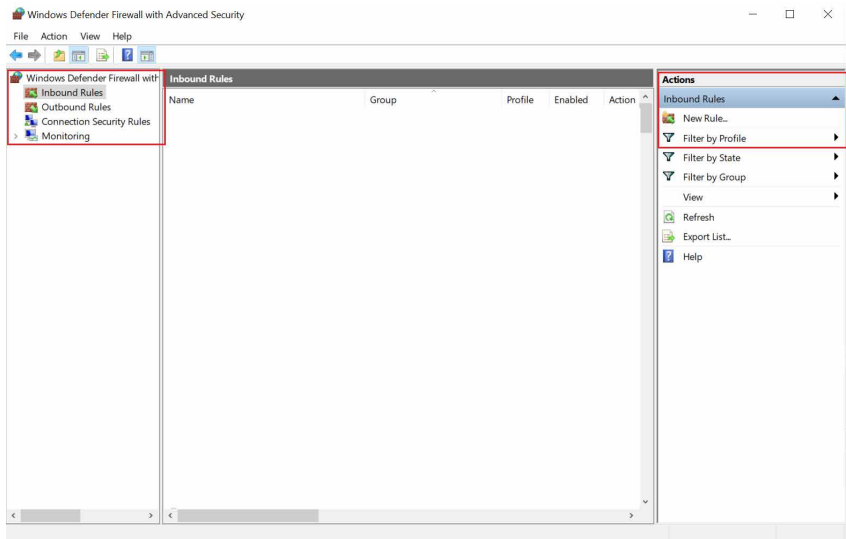 Windows Defender Firewall with Advanced Security
File Action View Help
Windows Defender Firewall with
Inbound Rules
Outbound Rules
Connection Security Rules
Monitoring
Inbound Rules
Name Group Profile Enabled Action
Actions
Inbound Rules
New Rule...
Filter by Profile
Filter by State
Filter by Group
View
Refresh
Export List...
Help